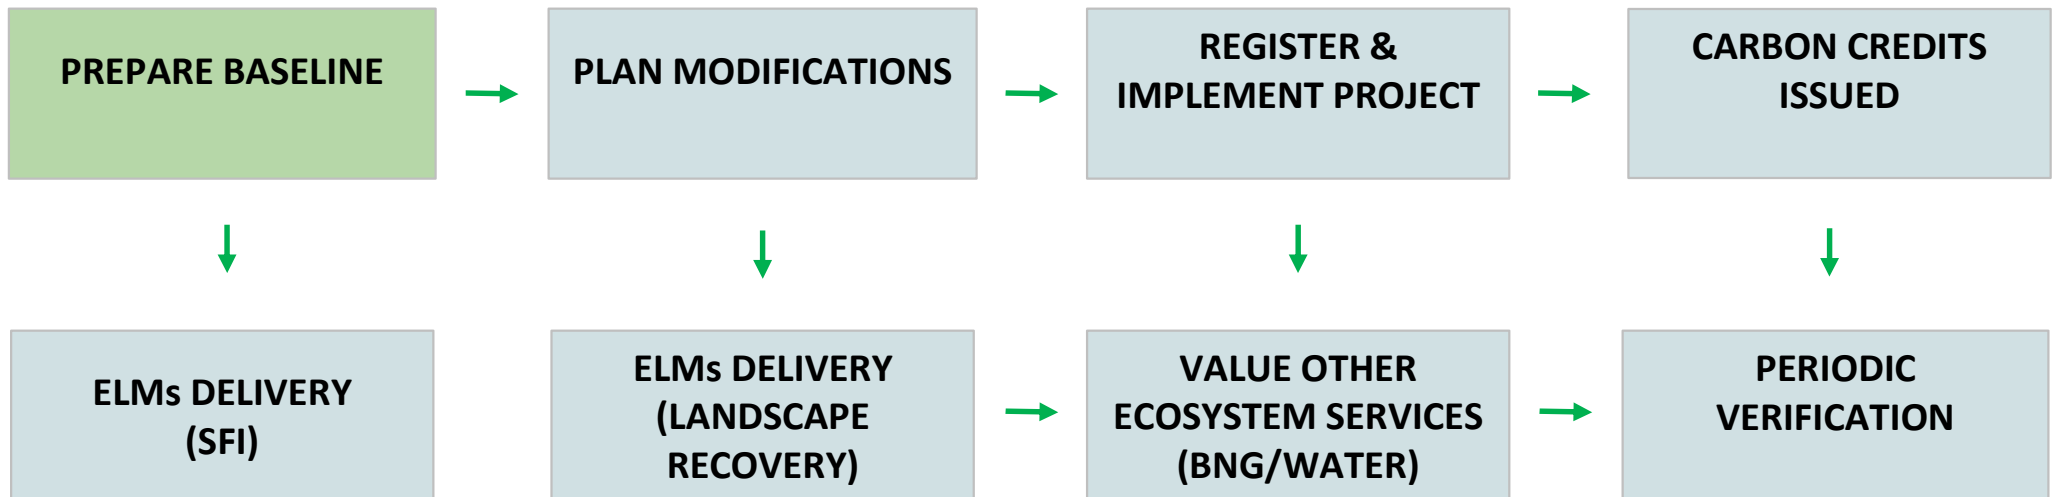 PREPARE BASELINE
PLAN MODIFICATIONS
REGISTER &
IMPLEMENT PROJECT
CARBON CREDITS
ISSUED
ELMs DELIVERY
(SFI)
ELMs DELIVERY
(LANDSCAPE
RECOVERY)
VALUE OTHER
ECOSYSTEM SERVICES
(BNG/WATER)
PERIODIC
VERIFICATION